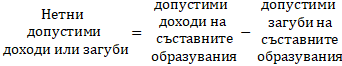 Нетни допустими доходи или загуби = допустими доходи на съставните образувания − допустими загуби на съставните образувания